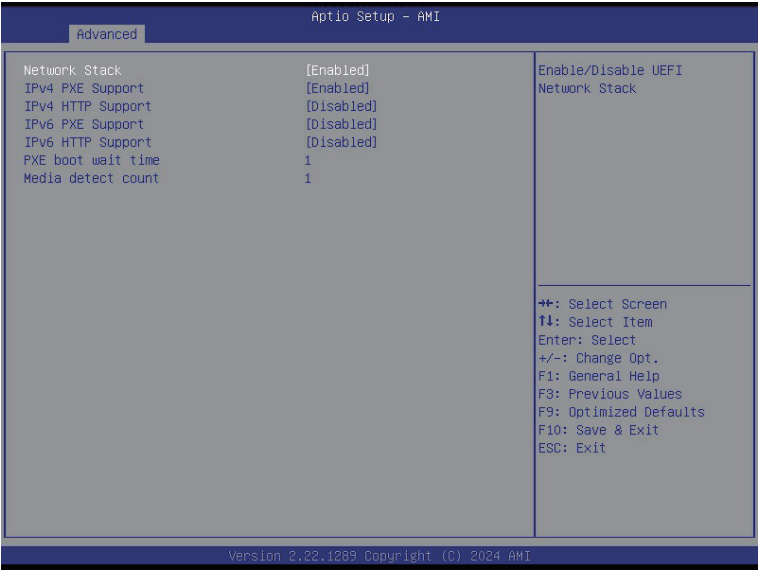 Aptio Setup – AMI
Advanced
Network Stack [Enabled]
IPv4 PXE Support [Enabled]
IPv4 HTTP Support [Disabled]
IPv6 PXE Support [Disabled]
IPv6 HTTP Support [Disabled]
PXE boot wait time 1
Media detect count 1
Enable/Disable UEFI
Network Stack
→←: Select Screen
↑↓: Select Item
Enter: Select
+/-: Change Opt.
F1: General Help
F3: Previous Values
F9: Optimized Defaults
F10: Save & Exit
ESC: Exit
Version 2.22.1289 Copyright (C) 2024 AMI